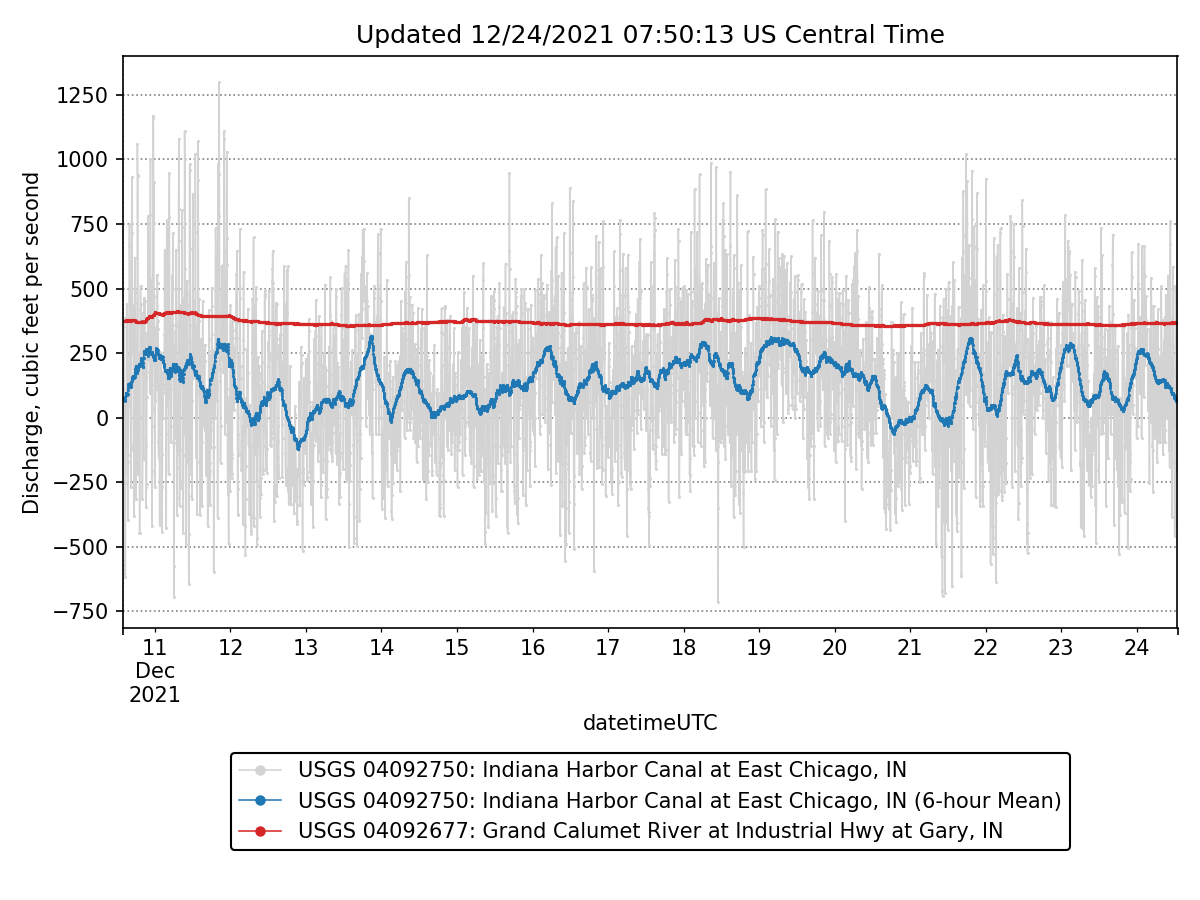 Updated 12/24/2021 07:50:13 US Central Time
Discharge, cubic feet per second
1250
1000
750
500
250
0
−250
−500
−750
11 12 13 14 15 16 17 18 19 20 21 22 23 24
Dec
2021
datetimeUTC
USGS 04092750: Indiana Harbor Canal at East Chicago, IN
USGS 04092750: Indiana Harbor Canal at East Chicago, IN (6-hour Mean)
USGS 04092677: Grand Calumet River at Industrial Hwy at Gary, IN